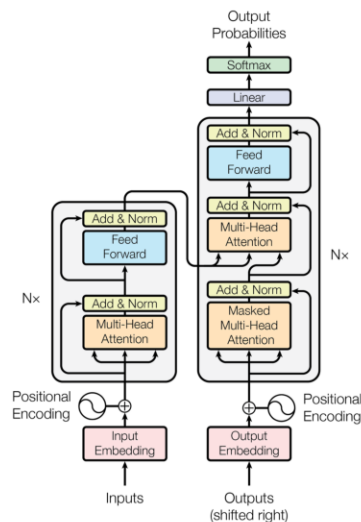 Output
Probabilities
Softmax
Linear
Add & Norm
Feed
Forward
Add & Norm
Multi-Head
Attention
Add & Norm
Masked
Multi-Head
Attention
N×
Add & Norm
Feed
Forward
Add & Norm
Multi-Head
Attention
N×
Positional
Encoding
Input
Embedding
Inputs
Positional
Encoding
Output
Embedding
Outputs
(shifted right)